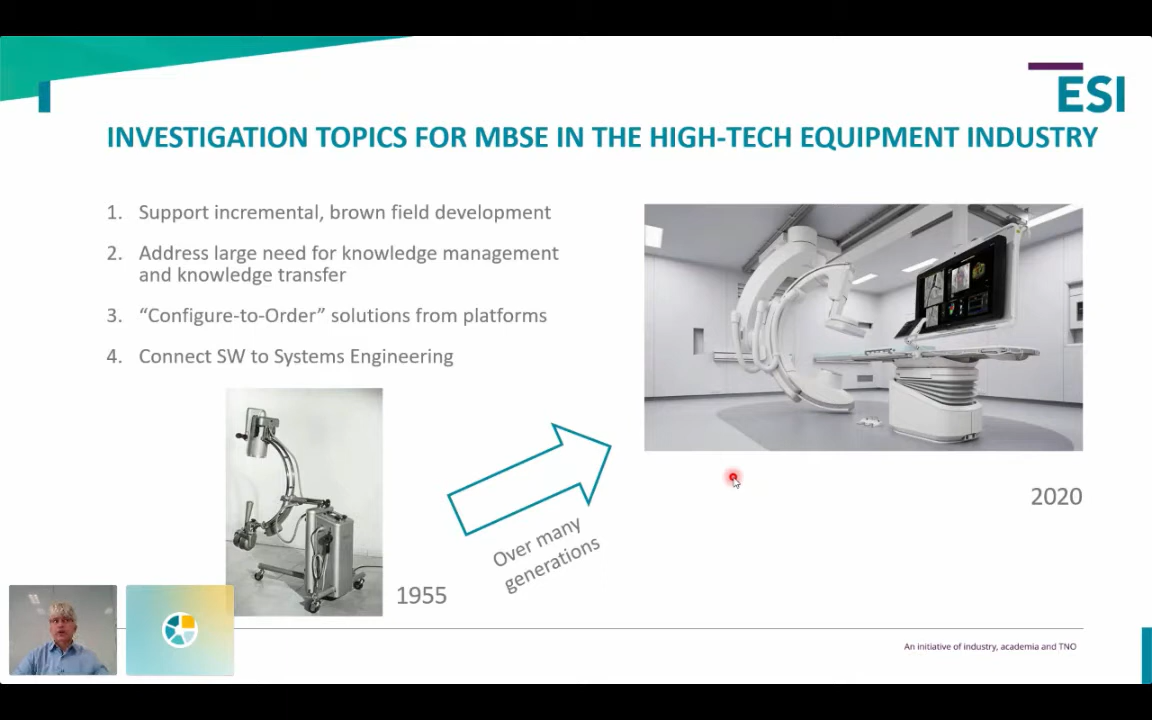 ESI
INVESTIGATION TOPICS FOR MBSE IN THE HIGH-TECH EQUIPMENT INDUSTRY
1. Support incremental, brown field development
2. Address large need for knowledge management
and knowledge transfer
3. “Configure-to-Order” solutions from platforms
4. Connect SW to Systems Engineering
2020
Over many
generations
1955
An initiative of industry, academia and TNO